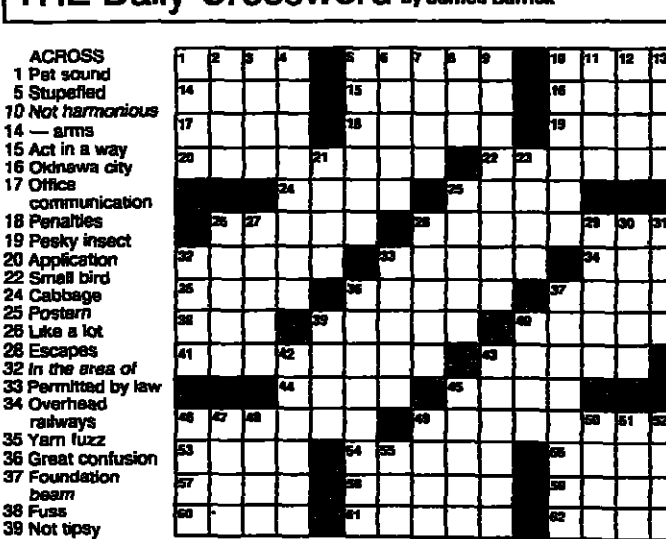 THE Daily Crossword by
ACROSS
1 Pet sound
5 Stupefied
10 Not harmonious
14 — arms
15 Act in a way
16 Okinawa city
17 Office
communication
18 Penalties
19 Pesky insect
20 Application
22 Small bird
24 Cabbage
25 Postern
26 Like a lot
28 Escapes
32 In the area of
33 Permitted by law
34 Overhead
railways
35 Yarn fuzz
36 Great confusion
37 Foundation
beam
38 Fuss
39 Not tipsy
1 2 3 4 5 6 7 8 9 10 11 12 13
14 15 16
17 18 19
20 21 22 23
24 25
26 27 28 29 30 31
32 33 34
35 36 37
38 39 40
41 42 43
44 45
46 47 48 49 50 51 52
53 54 55 56
57 58 59
60 61 62